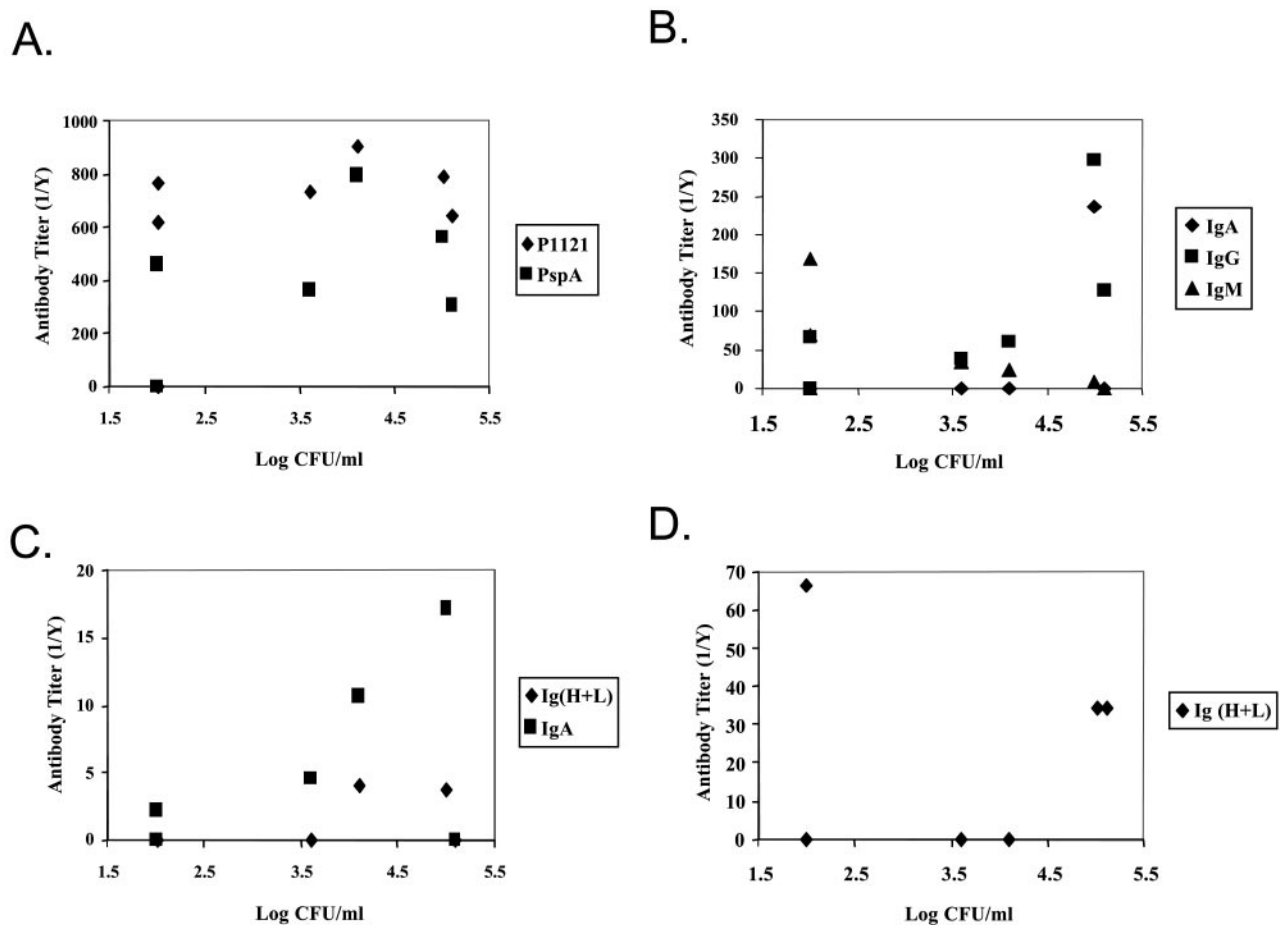 A.
1000
800
600
400
200
0
1.5 2.5 3.5 4.5 5.5
Antibody Titer (1/Y)
Log CFU/ml
P1121
PspA
B.
350
300
250
200
150
100
50
0
1.5 2.5 3.5 4.5 5.5
Antibody Titer (1/Y)
Log CFU/ml
IgA
IgG
IgM
C.
20
15
10
5
0
1.5 2.5 3.5 4.5 5.5
Antibody Titer (1/Y)
Log CFU/ml
Ig(H+L)
IgA
D.
70
60
50
40
30
20
10
0
1.5 2.5 3.5 4.5 5.5
Antibody Titer (1/Y)
Log CFU/ml
Ig (H+L)